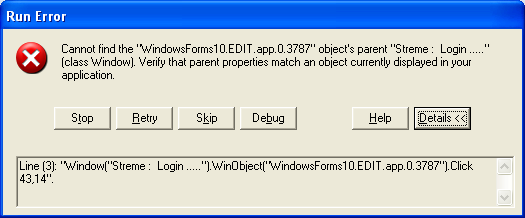 Run Error
Cannot find the "WindowsForms10.EDIT.app.0.3787" object's parent "Streme :  Login ....."
(class Window). Verify that parent properties match an object currently displayed in your
application.
Stop
Retry
Skip
Debug
Help
Details <<
Line (3): "Window("Streme :  Login .....").WinObject("WindowsForms10.EDIT.app.0.3787").Click
43,14".